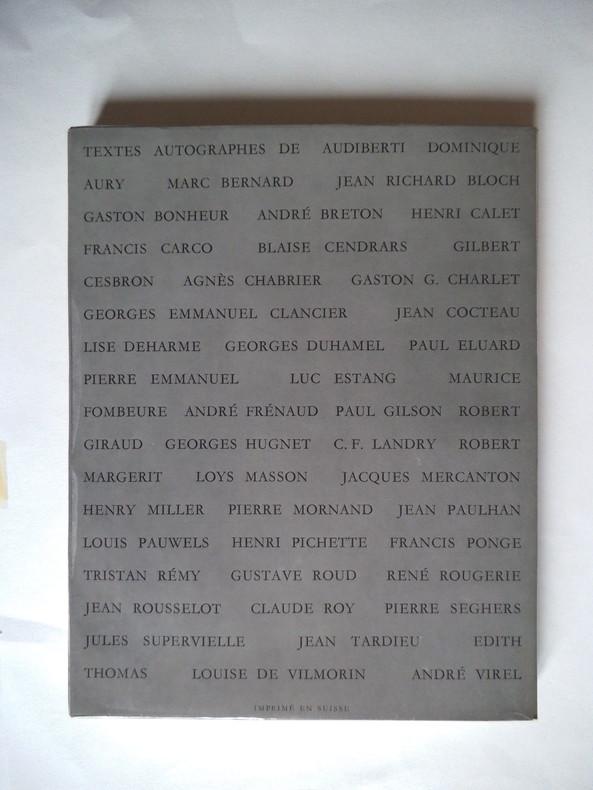 TEXTES AUTOGRAPHES DE AUDIBERTI DOMINIQUE
AURY MARC BERNARD JEAN RICHARD BLOCH
GASTON BONHEUR ANDRÉ BRETON HENRI CALET
FRANCIS CARCO BLAISE CENDRARS GILBERT
CESBRON AGNÈS CHABRIER GASTON G. CHARLET
GEORGES EMMANUEL CLANCIER JEAN COCTEAU
LISE DEHARME GEORGES DUHAMEL PAUL ELUARD
PIERRE EMMANUEL LUC ESTANG MAURICE
FOMBEURE ANDRÉ FRÉNAUD PAUL GILSON ROBERT
GIRAUD GEORGES HUGNET C. F. LANDRY ROBERT
MARGERIT LOYS MASSON JACQUES MERCANTON
HENRY MILLER PIERRE MORNAND JEAN PAULHAN
LOUIS PAUWELS HENRI PICHETTE FRANCIS PONGE
TRISTAN RÉMY GUSTAVE ROUD RENÉ ROUGERIE
JEAN ROUSSELOT CLAUDE ROY PIERRE SEGHERS
JULES SUPERVIELLE JEAN TARDIEU EDITH
THOMAS LOUISE DE VILMORIN ANDRÉ VIREL
IMPRIMÉ EN SUISSE